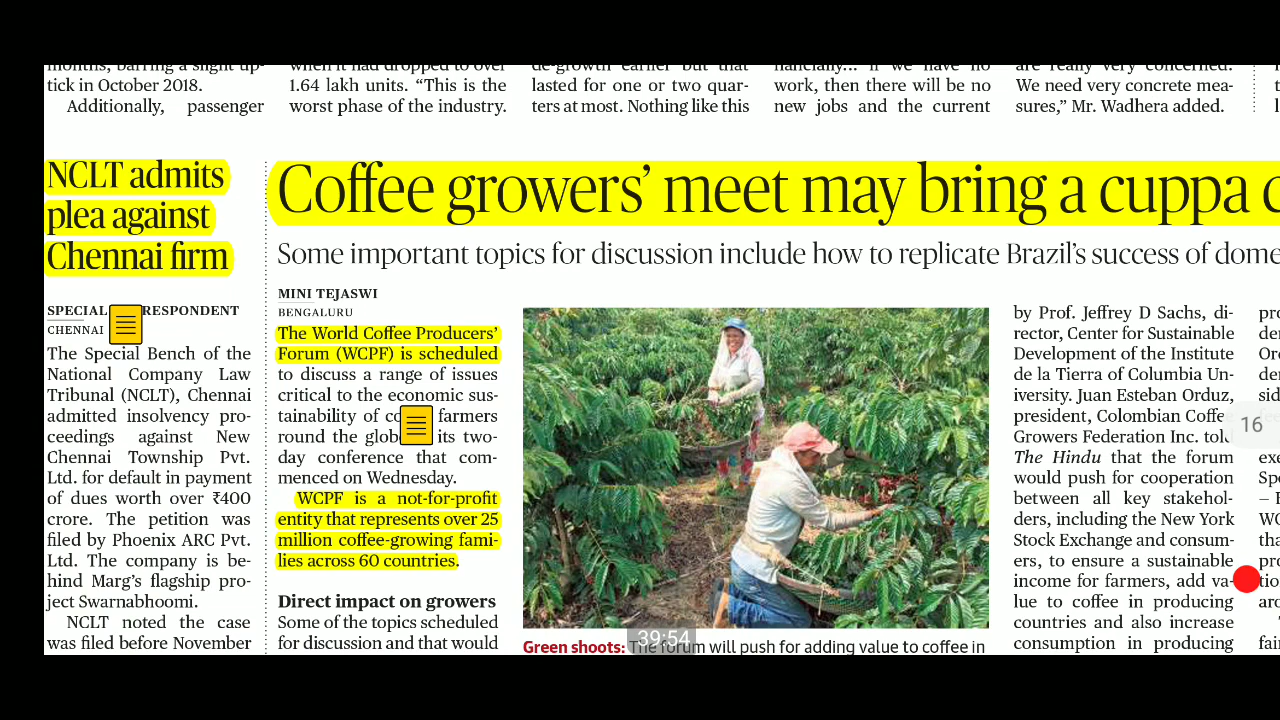 months, barring a slight up-
tick in October 2018.
Additionally, passenger
when it had dropped to over
1.64 lakh units. “This is the
worst phase of the industry.
de-growth earlier but that
lasted for one or two quar-
ters at most. Nothing like this
nancially... if we have no
work, then there will be no
new jobs and the current
are really very concerned.
We need very concrete mea-
sures,” Mr. Wadhera added.
NCLT admits
plea against
Chennai firm
SPECIAL RESPONDENT
CHENNAI
The Special Bench of the
National Company Law
Tribunal (NCLT), Chennai
admitted insolvency pro-
ceedings against New
Chennai Township Pvt.
Ltd. for default in payment
of dues worth over ₹400
crore. The petition was
filed by Phoenix ARC Pvt.
Ltd. The company is be-
hind Marg’s flagship pro-
ject Swarnabhoomi.
NCLT noted the case
was filed before November
Coffee growers’ meet may bring a cuppa
Some important topics for discussion include how to replicate Brazil’s success of dome
MINI TEJASWI
BENGALURU
The World Coffee Producers’
Forum (WCPF) is scheduled
to discuss a range of issues
critical to the economic sus-
tainability of co farmers
round the glob its two-
day conference that com-
menced on Wednesday.
WCPF is a not-for-profit
entity that represents over 25
million coffee-growing fami-
lies across 60 countries.
Direct impact on growers
Some of the topics scheduled
for discussion and that would
Green shoots: The forum will push for adding value to coffee in
39:54
by Prof. Jeffrey D Sachs, di-
rector, Center for Sustainable
Development of the Institute
de la Tierra of Columbia Un-
iversity. Juan Esteban Orduz,
president, Colombian Coffee
Growers Federation Inc. told
The Hindu that the forum
would push for cooperation
between all key stakehol-
ders, including the New York
Stock Exchange and consum-
ers, to ensure a sustainable
income for farmers, add va-
lue to coffee in producing
countries and also increase
consumption in producing
16